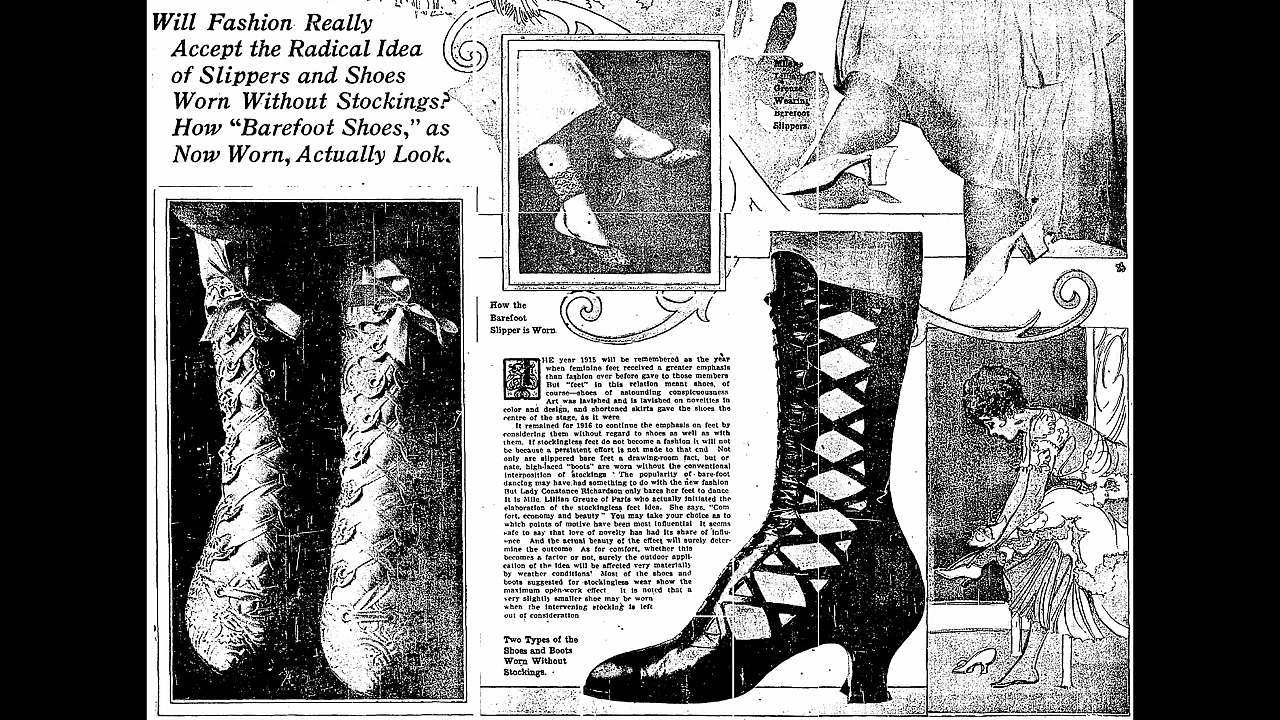 Will Fashion Really
Accept the Radical Idea
of Slippers and Shoes
Worn Without Stockings?
How “Barefoot Shoes,” as
Now Worn, Actually Look.
Greuze
Wearing
Barefoot
Slippers.
How the
Barefoot
Slipper is Worn.
THE year 1915 will be remembered as the year
when feminine feet received a greater emphasis
than fashion ever before gave to those members
But “feet” in this relation meant shoes, of
course—shoes of astounding conspicuousness
Art was lavished and is lavished on novelties in
color and design, and shortened skirts gave the shoes the
centre of the stage, as it were
It remained for 1916 to continue the emphasis on feet by
considering them without regard to shoes as well as with
them. If stockingless feet do not become a fashion it will not
be because a persistent effort is not made to that end Not
only are slippered bare feet a drawing-room fact, but or
nate, high-laced “boots” are worn without the conventional
interposition of stockings The popularity of bare-foot
dancing may have had something to do with the new fashion
But Lady Constance Richardson only bares her feet to dance
It is Mlle. Lillian Greuze of Paris who actually initiated the
elaboration of the stockingless feet idea. She says, “Com
fort, economy and beauty” You may take your choice as to
which points of motive have been most influential It seems
safe to say that love of novelty has had its share of influ-
ence And the actual beauty of the effect will surely deter-
mine the outcome As for comfort, whether this
becomes a factor or not, surely the outdoor appli-
cation of the idea will be affected very materially
by weather conditions' Most of the shoes and
boots suggested for stockingless wear show the
maximum open-work effect It is noted that a
very slightly smaller shoe may be worn
when the intervening stocking is left
out of consideration
Two Types of the
Shoes and Boots
Worn Without
Stockings.